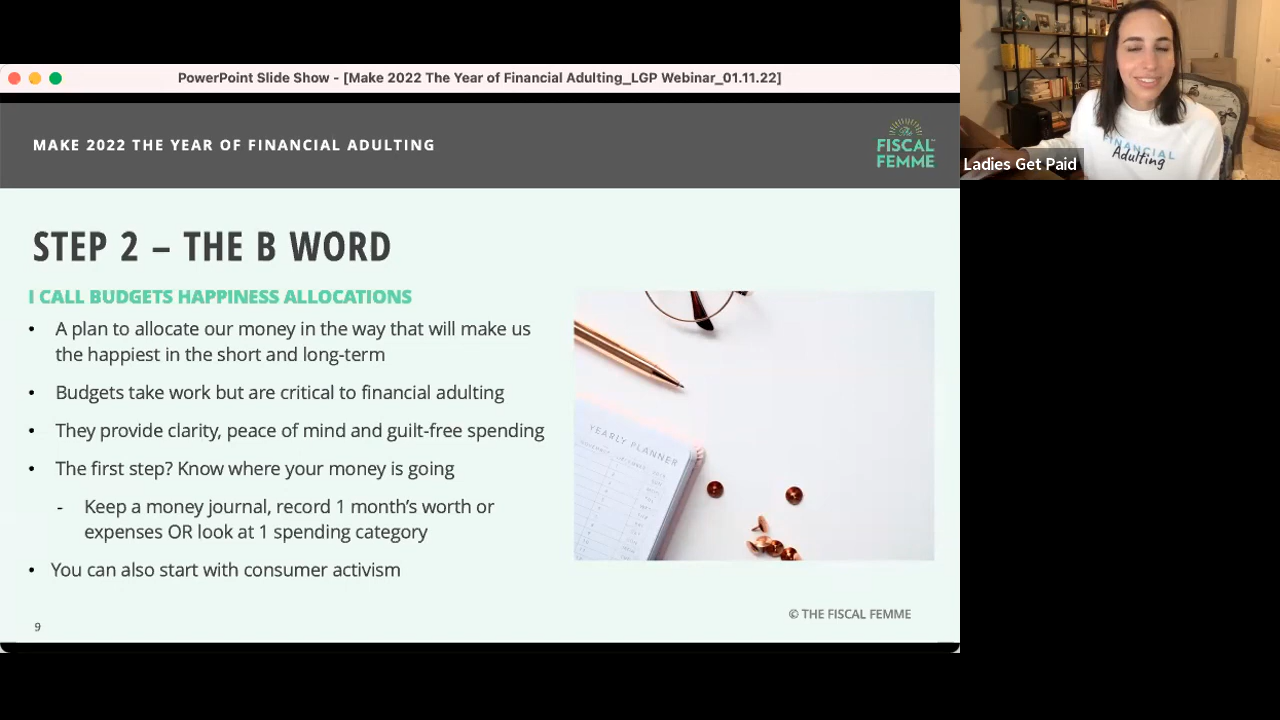 PowerPoint Slide Show - [Make 2022 The Year of Financial Adulting_LGP Webinar_01.11.22]
MAKE 2022 THE YEAR OF FINANCIAL ADULTING
The
FISCAL
FEMME
STEP 2 – THE B WORD
I CALL BUDGETS HAPPINESS ALLOCATIONS
• A plan to allocate our money in the way that will make us
the happiest in the short and long-term
• Budgets take work but are critical to financial adulting
• They provide clarity, peace of mind and guilt-free spending
• The first step? Know where your money is going
- Keep a money journal, record 1 month’s worth or
expenses OR look at 1 spending category
• You can also start with consumer activism
YEARLY PLANNER
© THE FISCAL FEMME
9
FINANCIAL
Adulting
Ladies Get Paid